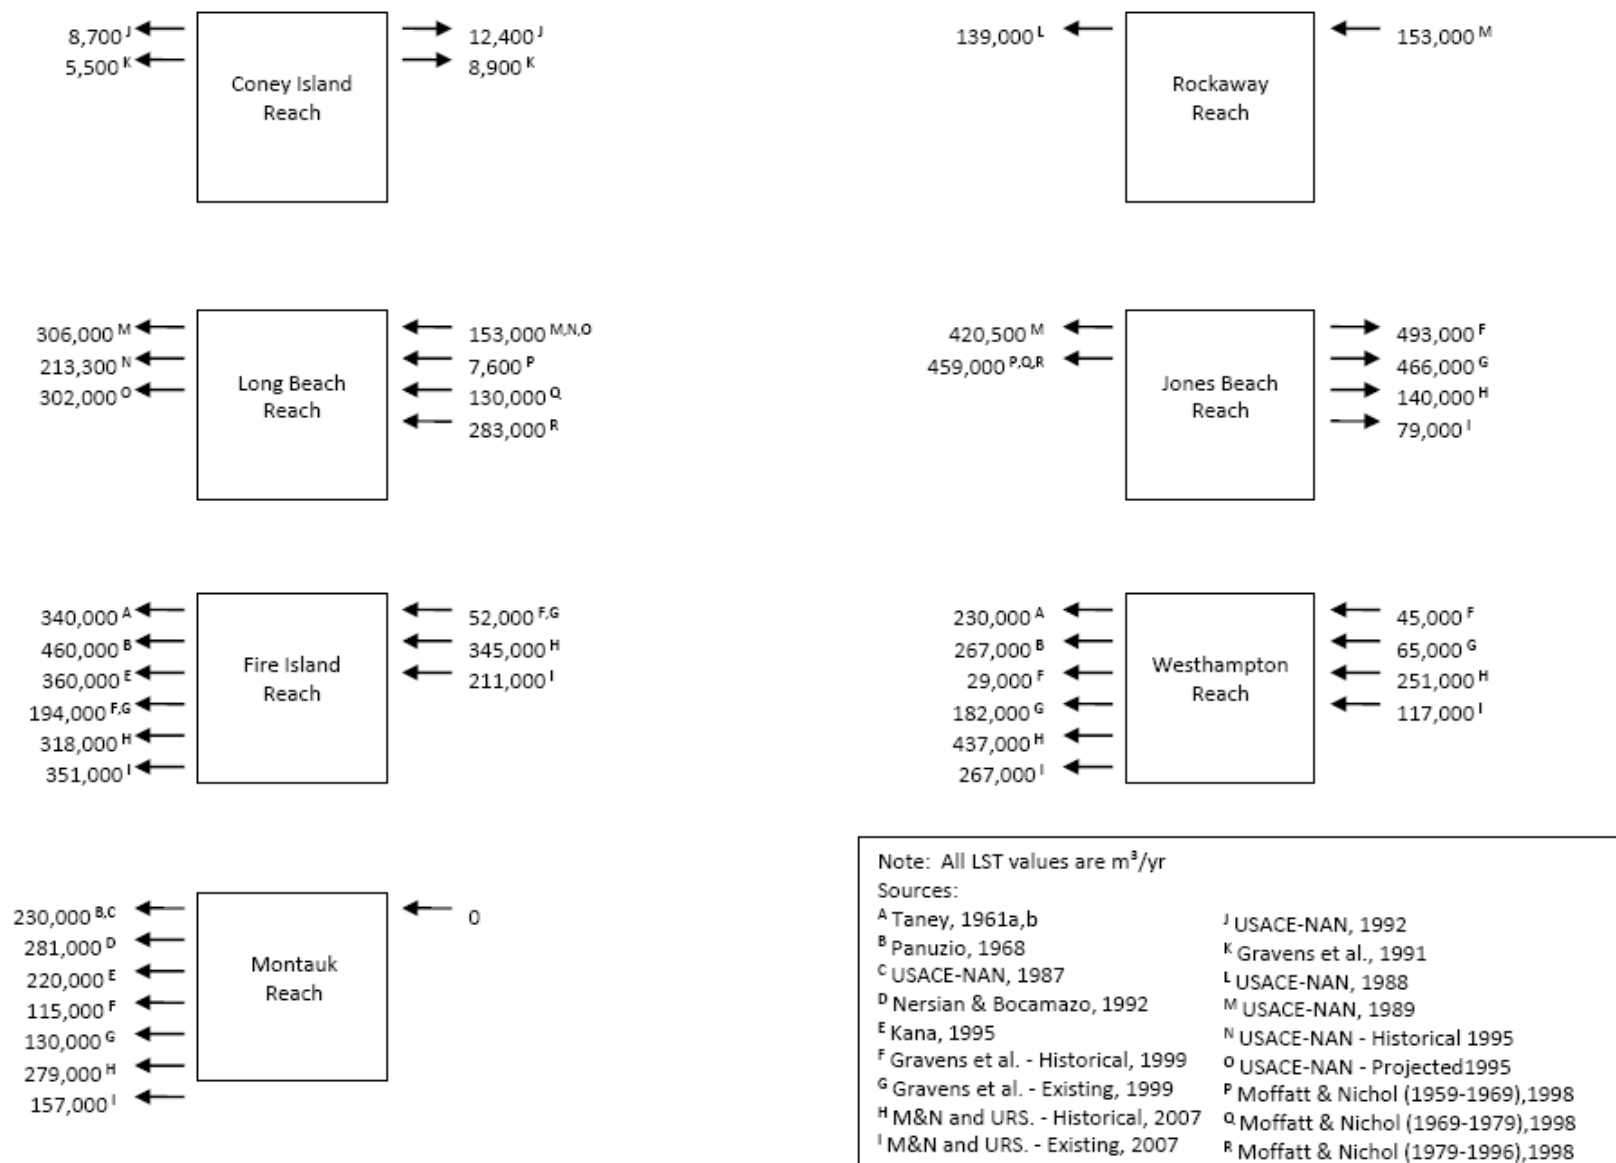 8,700 J
5,500 K
Coney Island
Reach
12,400 J
8,900 K
139,000 L
Rockaway
Reach
153,000 M
306,000 M
213,300 N
302,000 O
Long Beach
Reach
153,000 M,N,O
7,600 P
130,000 Q
283,000 R
420,500 M
459,000 P,Q,R
Jones Beach
Reach
493,000 F
466,000 G
140,000 H
79,000 I
340,000 A
460,000 B
360,000 E
194,000 F,G
318,000 H
351,000 I
Fire Island
Reach
52,000 F,G
345,000 H
211,000 I
230,000 A
267,000 B
29,000 F
182,000 G
437,000 H
267,000 I
Westhampton
Reach
45,000 F
65,000 G
251,000 H
117,000 I
230,000 B,C
281,000 D
220,000 E
115,000 F
130,000 G
279,000 H
157,000 I
Montauk
Reach
0
Note: All LST values are m³/yr
Sources:
A Taney, 1961a,b
B Panuzio, 1968
C USACE-NAN, 1987
D Nersian & Bocamazo, 1992
E Kana, 1995
F Gravens et al. - Historical, 1999
G Gravens et al. - Existing, 1999
H M&N and URS. - Historical, 2007
I M&N and URS. - Existing, 2007
J USACE-NAN, 1992
K Gravens et al., 1991
L USACE-NAN, 1988
M USACE-NAN, 1989
N USACE-NAN - Historical 1995
O USACE-NAN - Projected1995
P Moffatt & Nichol (1959-1969),1998
Q Moffatt & Nichol (1969-1979),1998
R Moffatt & Nichol (1979-1996),1998